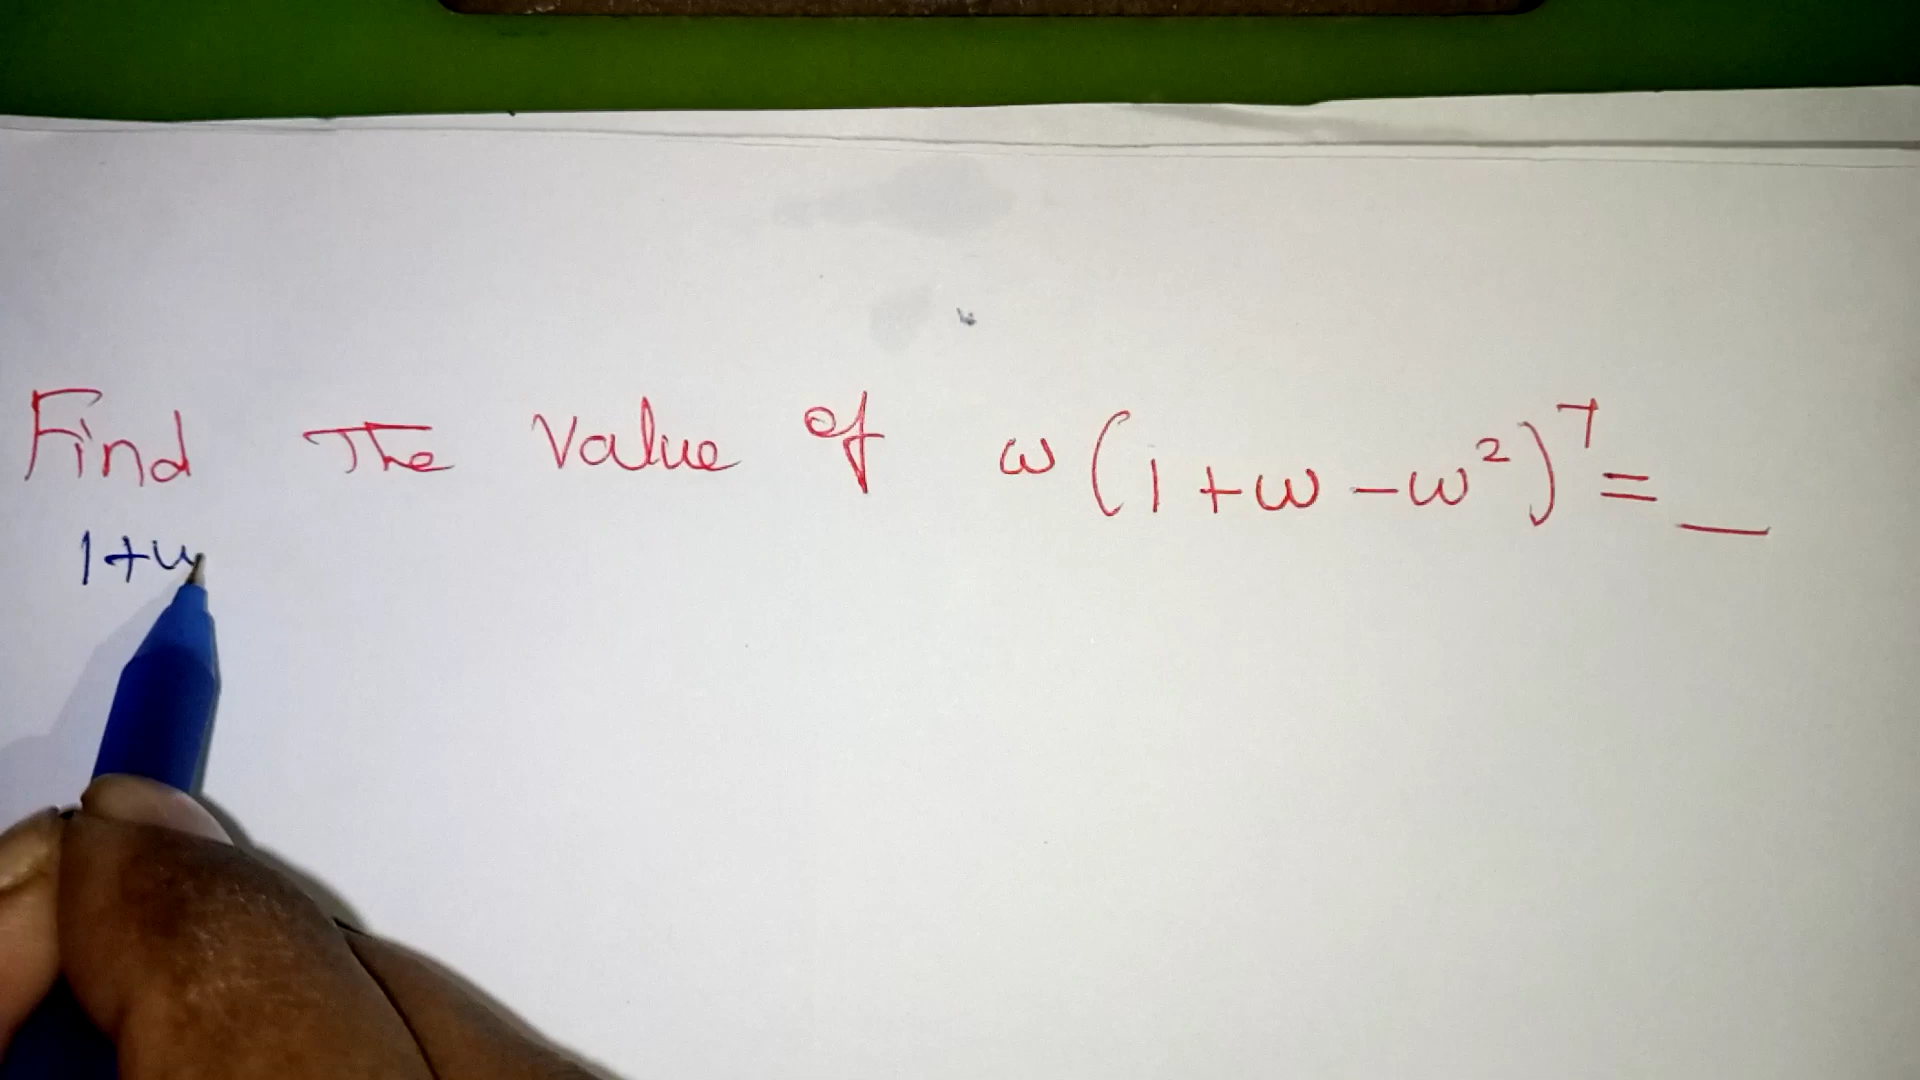 Find The Value of ω(1+ω-ω²)⁷=_
1+ω